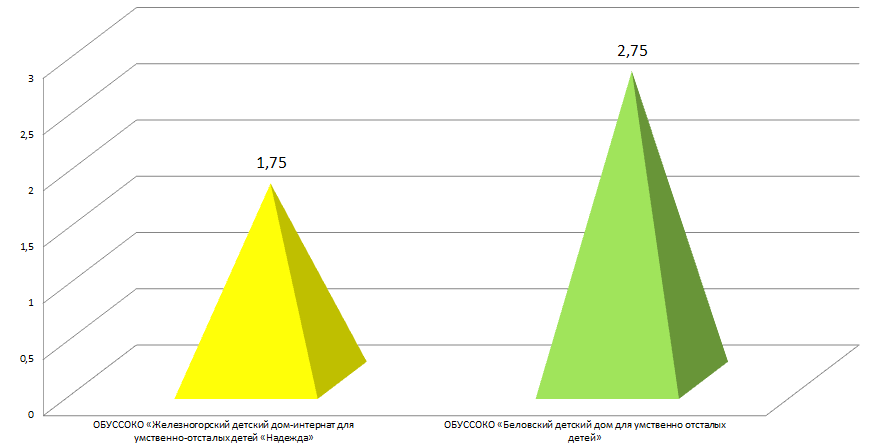 2,75
3
2,5
1,75
2
1,5
1
0,5
0
ОБУССОКО «Железногорский детский дом-интернат для
умственно-отсталых детей «Надежда»
ОБУССОКО «Беловский детский дом для умственно отсталых
детей»